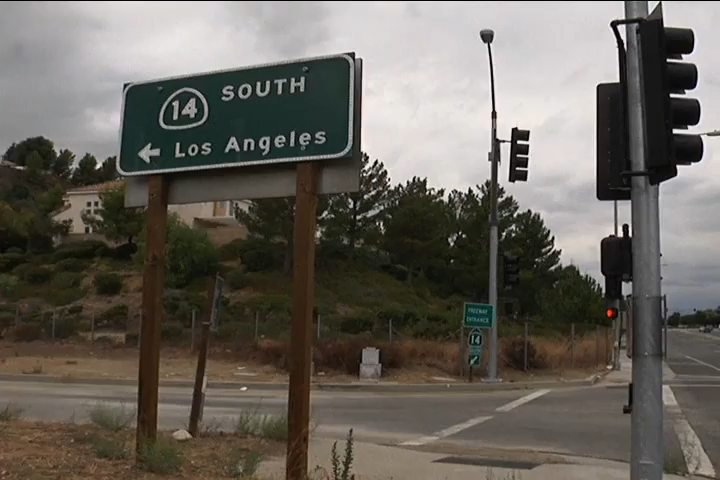 14 SOUTH
← Los Angeles
FREEWAY
ENTRANCE
14